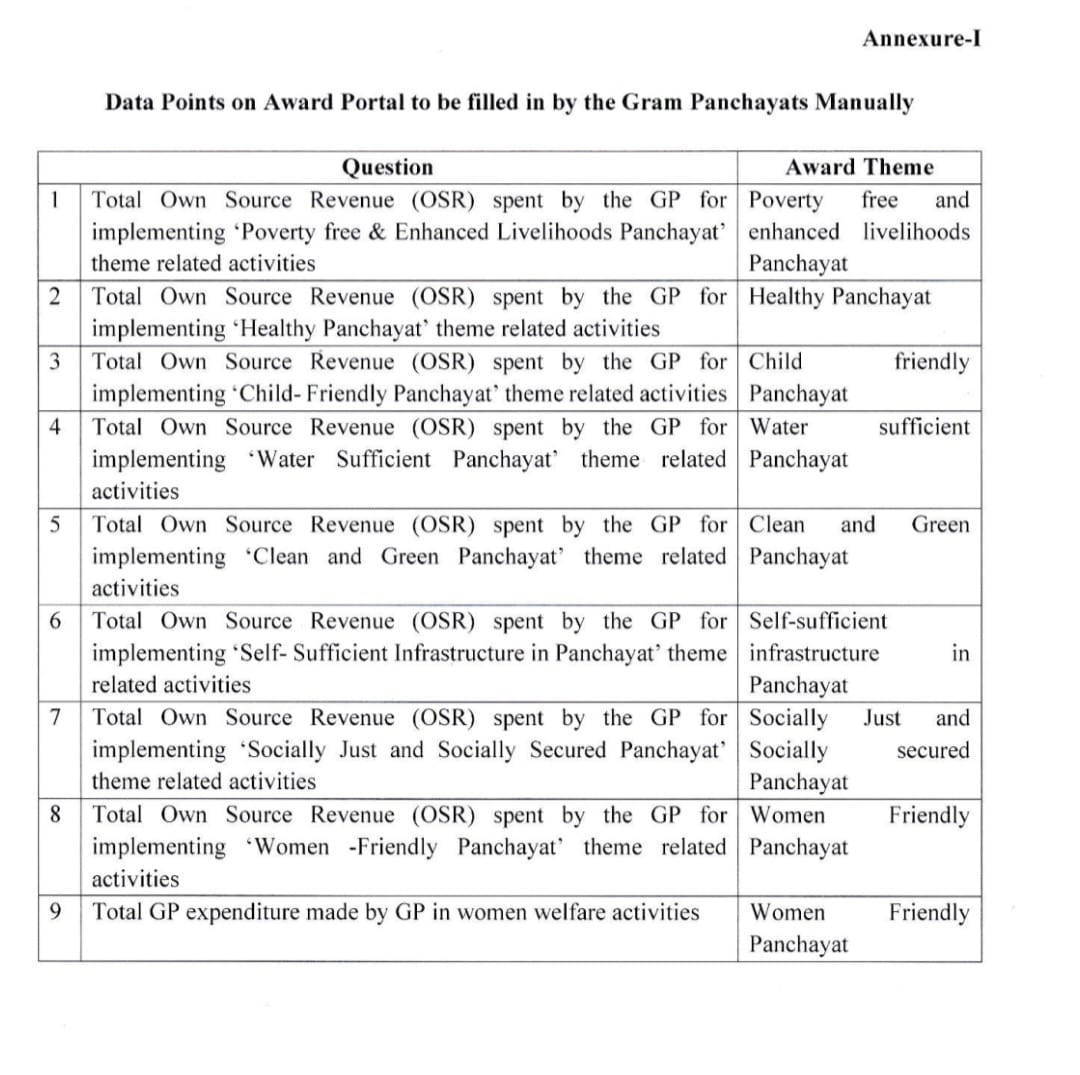 Annexure-I
Data Points on Award Portal to be filled in by the Gram Panchayats Manually
Question Award Theme
1 Total Own Source Revenue (OSR) spent by the GP for Poverty free and
implementing ‘Poverty free & Enhanced Livelihoods Panchayat’ enhanced livelihoods
theme related activities Panchayat
2 Total Own Source Revenue (OSR) spent by the GP for Healthy Panchayat
implementing ‘Healthy Panchayat’ theme related activities
3 Total Own Source Revenue (OSR) spent by the GP for Child friendly
implementing ‘Child- Friendly Panchayat’ theme related activities Panchayat
4 Total Own Source Revenue (OSR) spent by the GP for Water sufficient
implementing ‘Water Sufficient Panchayat’ theme related Panchayat
activities
5 Total Own Source Revenue (OSR) spent by the GP for Clean and Green
implementing ‘Clean and Green Panchayat’ theme related Panchayat
activities
6 Total Own Source Revenue (OSR) spent by the GP for Self-sufficient
implementing ‘Self- Sufficient Infrastructure in Panchayat’ theme infrastructure in
related activities Panchayat
7 Total Own Source Revenue (OSR) spent by the GP for Socially Just and
implementing ‘Socially Just and Socially Secured Panchayat’ Socially secured
theme related activities Panchayat
8 Total Own Source Revenue (OSR) spent by the GP for Women Friendly
implementing ‘Women -Friendly Panchayat’ theme related Panchayat
activities
9 Total GP expenditure made by GP in women welfare activities Women Friendly
Panchayat